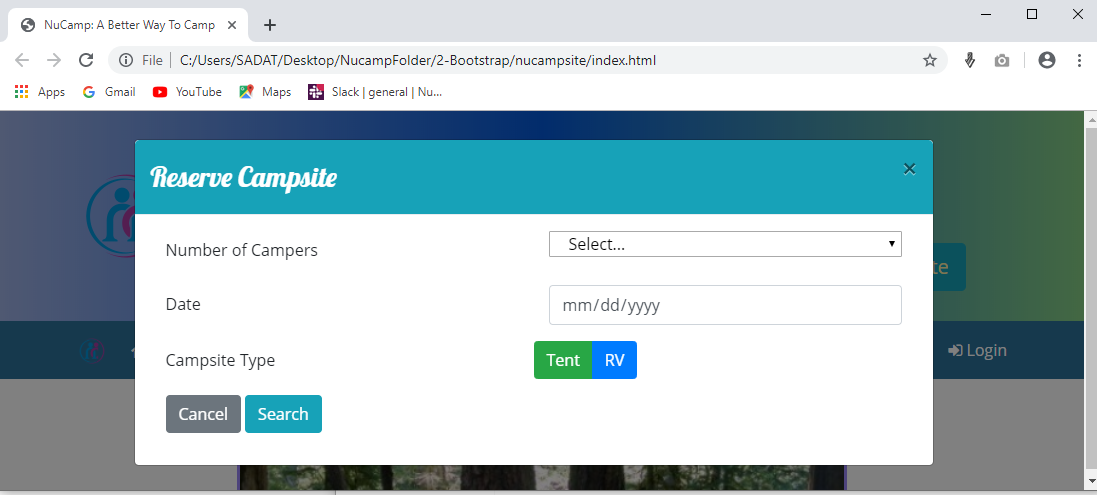 NuCamp: A Better Way To Camp
File | C:/Users/SADAT/Desktop/NucampFolder/2-Bootstrap/nucampsite/index.html
Apps Gmail YouTube Maps Slack | general | Nu...
Reserve Campsite ×
Number of Campers Select...
te
Date mm/dd/yyyy
Campsite Type Tent RV Login
Cancel Search